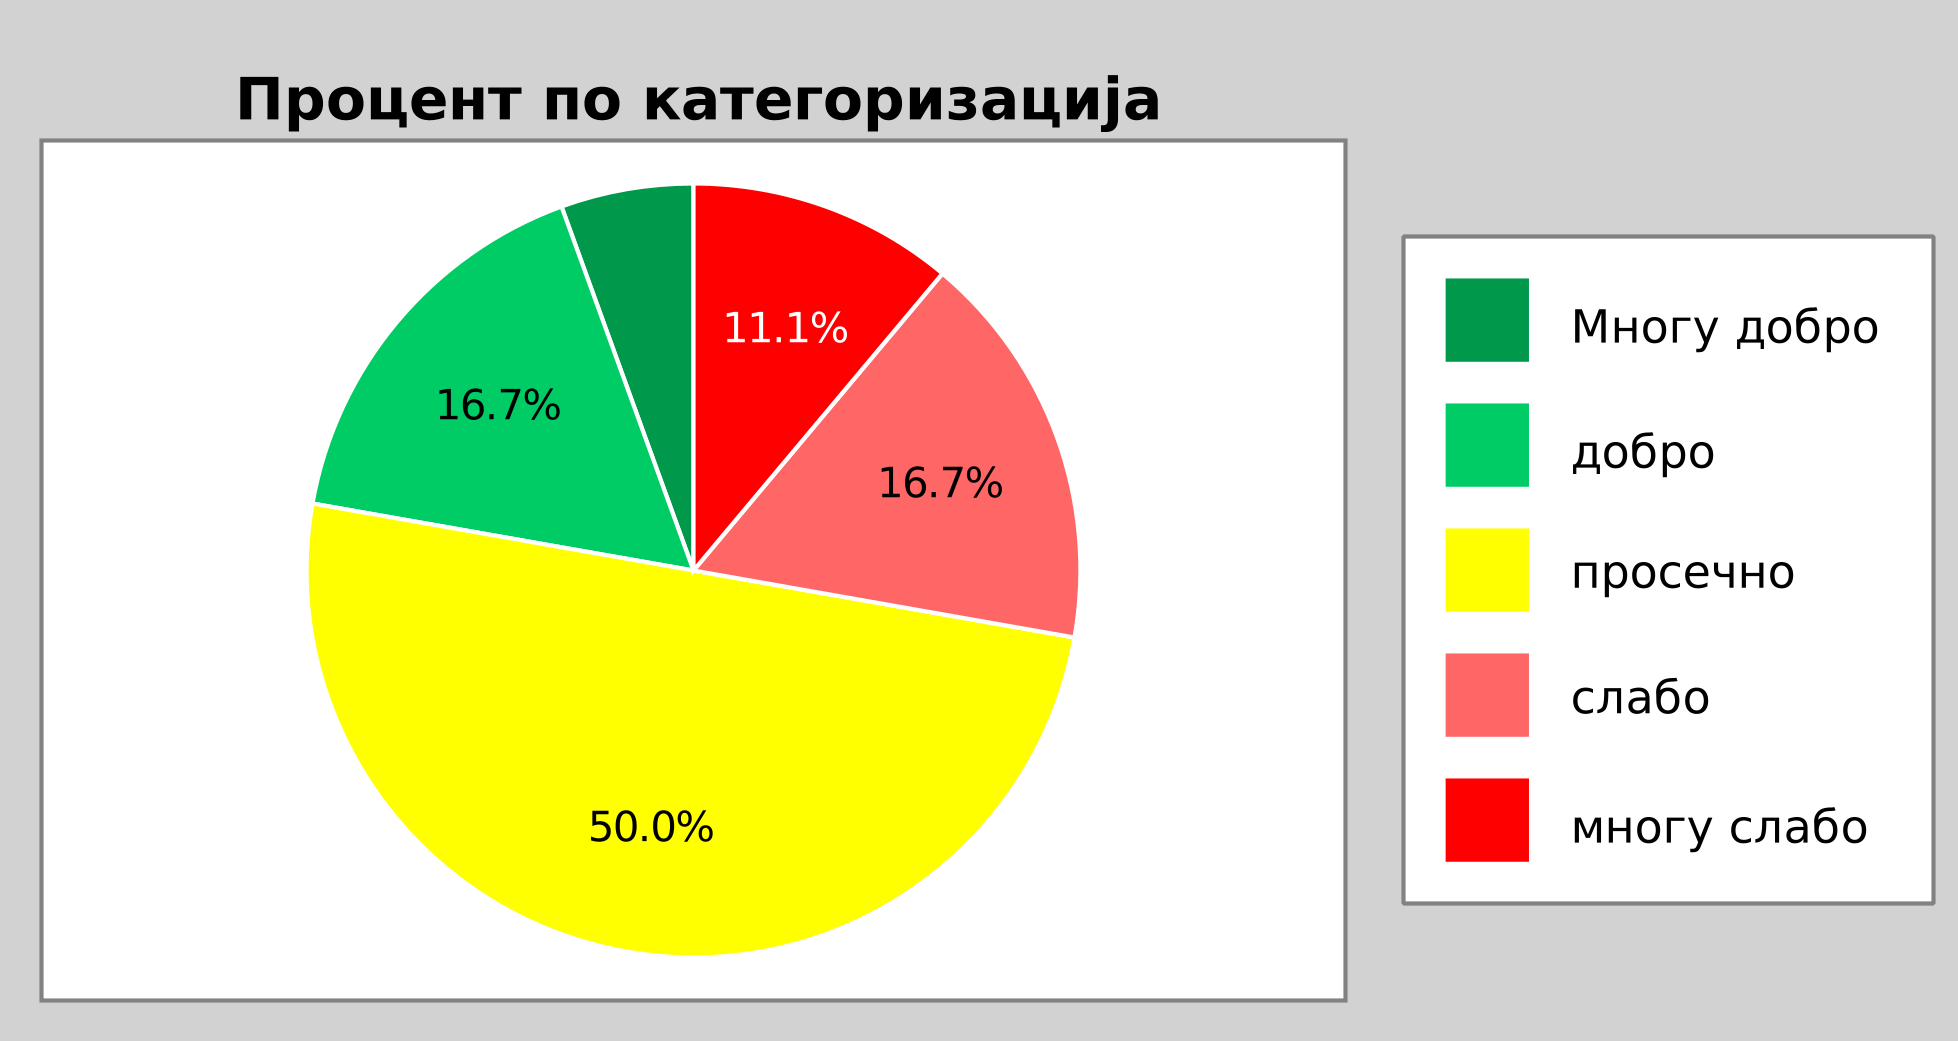 Процент по категоризација
11.1%
16.7%
16.7%
50.0%
Многу добро
добро
просечно
слабо
многу слабо